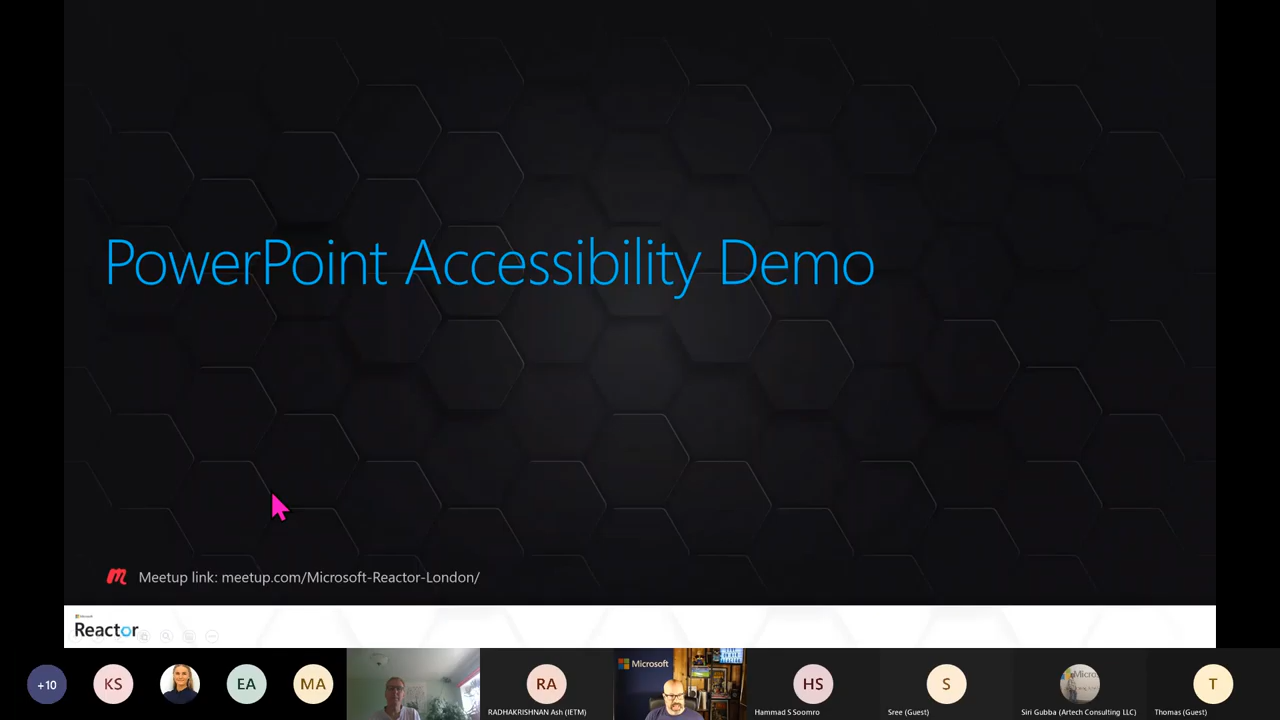 PowerPoint Accessibility Demo
Meetup link: meetup.com/Microsoft-Reactor-London/
Microsoft
Reactor
+10
KS
EA
MA
RA
RADHAKRISHNAN Ash (IETM)
Microsoft
HS
Hammad S Soomro
S
Sree (Guest)
Siri Gubba (Artech Consulting LLC)
T
Thomas (Guest)